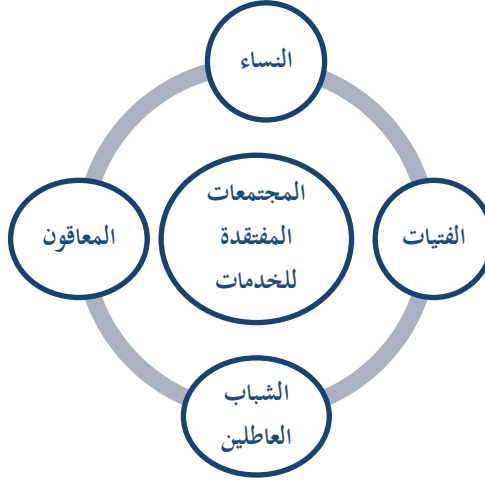 النساء
المجتمعات
المفتقدة
للخدمات
الفتيات
المعاقون
الشباب
العاطلين